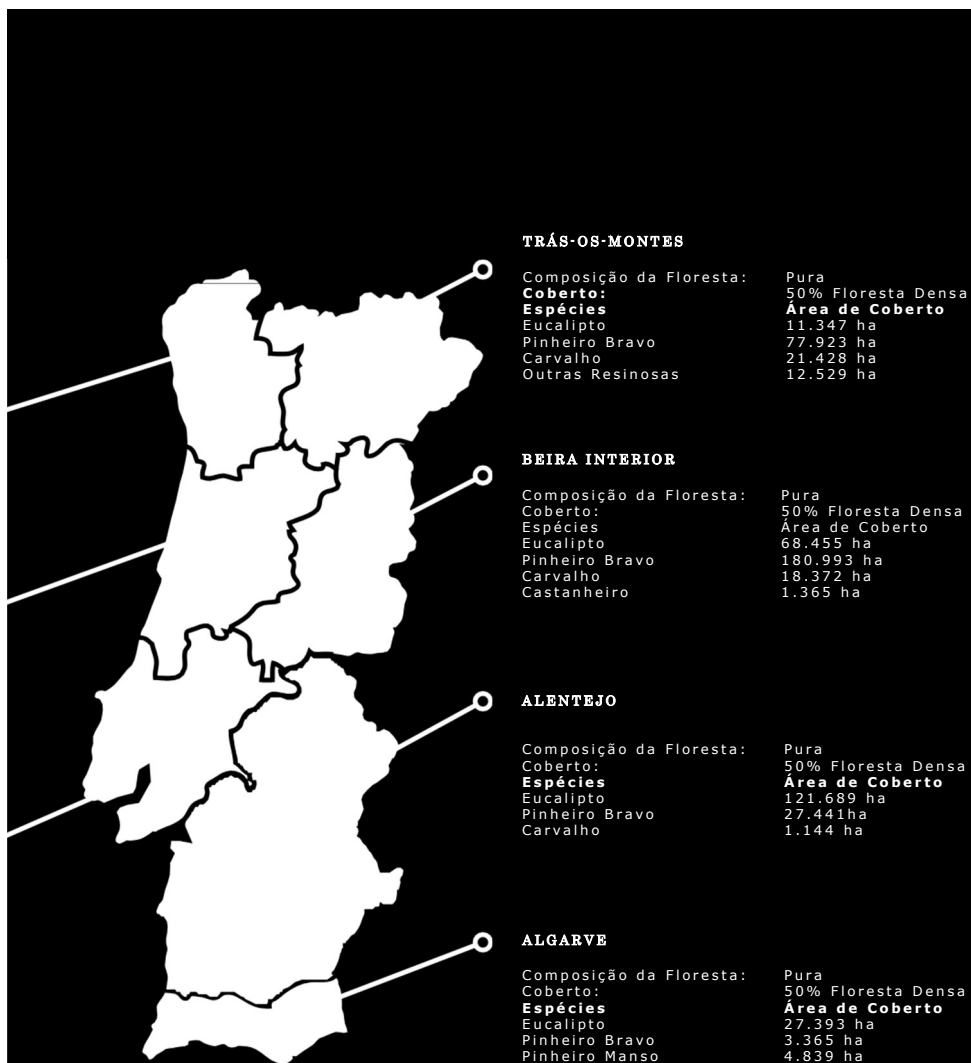 TRÁS-OS-MONTES
Composição da Floresta: Pura
Coberto: 50% Floresta Densa
Espécies Área de Coberto
Eucalipto 11.347 ha
Pinheiro Bravo 77.923 ha
Carvalho 21.428 ha
Outras Resinosas 12.529 ha
BEIRA INTERIOR
Composição da Floresta: Pura
Coberto: 50% Floresta Densa
Espécies Área de Coberto
Eucalipto 68.455 ha
Pinheiro Bravo 180.993 ha
Carvalho 18.372 ha
Castanheiro 1.365 ha
ALENTEJO
Composição da Floresta: Pura
Coberto: 50% Floresta Densa
Espécies Área de Coberto
Eucalipto 121.689 ha
Pinheiro Bravo 27.441ha
Carvalho 1.144 ha
ALGARVE
Composição da Floresta: Pura
Coberto: 50% Floresta Densa
Espécies Área de Coberto
Eucalipto 27.393 ha
Pinheiro Bravo 3.365 ha
Pinheiro Manso 4.839 ha